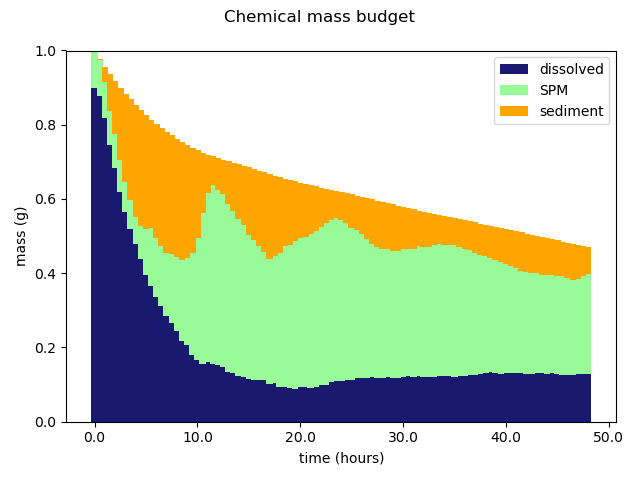 Chemical mass budget
1.0
0.8
0.6
0.4
0.2
0.0
mass (g)
dissolved
SPM
sediment
0.0 10.0 20.0 30.0 40.0 50.0
time (hours)